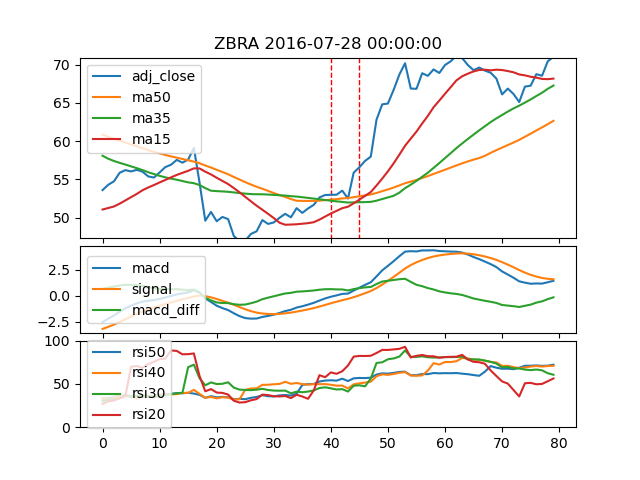 ZBRA 2016-07-28 00:00:00
70
65
60
55
50
adj_close
ma50
ma35
ma15
2.5
0.0
−2.5
macd
signal
macd_diff
100
50
0
rsi50
rsi40
rsi30
rsi20
0 10 20 30 40 50 60 70 80